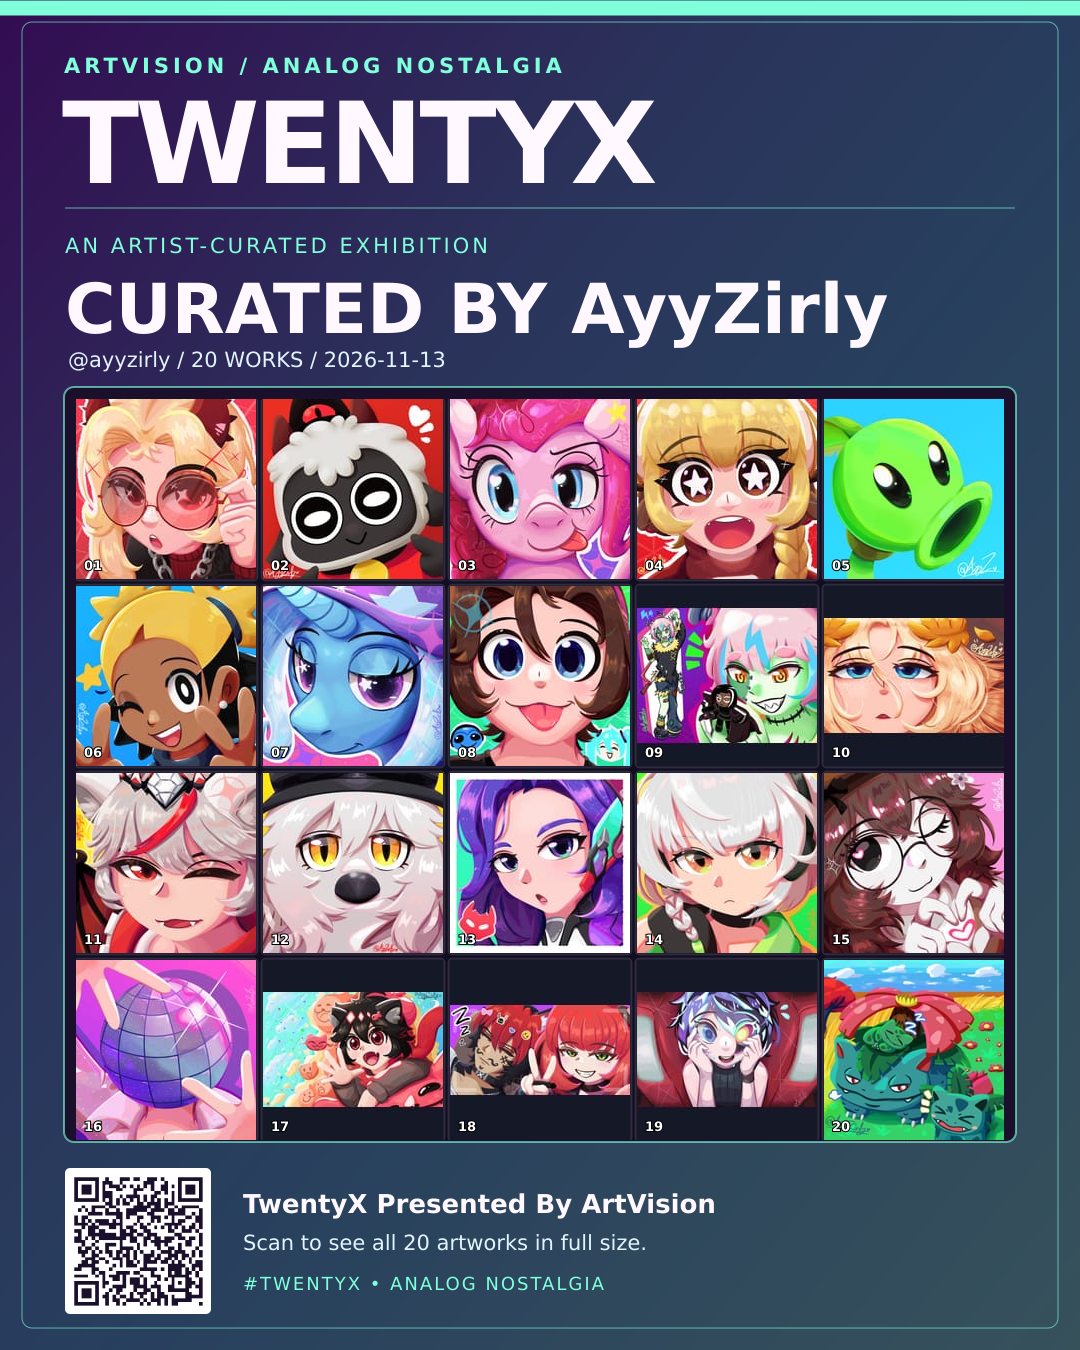 ARTVISION / ANALOG NOSTALGIA
TWENTYX
AN ARTIST-CURATED EXHIBITION
CURATED BY AyyZirly
@ayyzirly / 20 WORKS / 2026-11-13
01
02
03
04
05
06
07
08
09
10
11
12
13
14
15
16
17
18
19
20
TwentyX Presented By ArtVision
Scan to see all 20 artworks in full size.
#TWENTYX • ANALOG NOSTALGIA